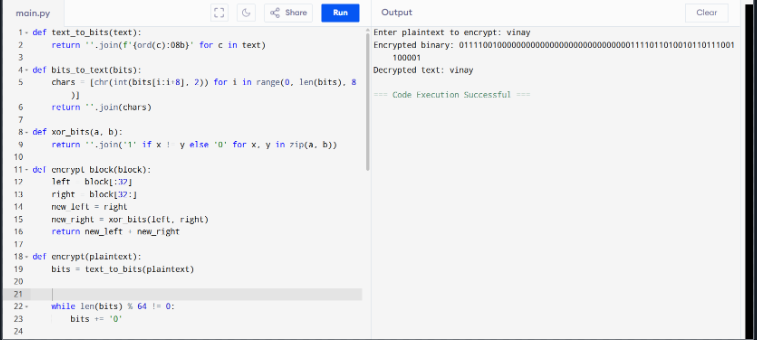 main.py
Share
Run
Output
Clear
1 def text_to_bits(text):
2 return ''.join(f'{ord(c):08b}' for c in text)
3
4 def bits_to_text(bits):
5 chars = [chr(int(bits[i:i+8], 2)) for i in range(0, len(bits), 8
)]
6 return ''.join(chars)
7
8 def xor_bits(a, b):
9 return ''.join('1' if x != y else '0' for x, y in zip(a, b))
10
11 def encrypt_block(block):
12 left = block[:32]
13 right = block[32:]
14 new_left = right
15 new_right = xor_bits(left, right)
16 return new_left + new_right
17
18 def encrypt(plaintext):
19 bits = text_to_bits(plaintext)
20
21
22 while len(bits) % 64 != 0:
23 bits += '0'
24
Enter plaintext to encrypt: vinay
Encrypted binary:
100001
Decrypted text: vinay
=== Code Execution Successful ===